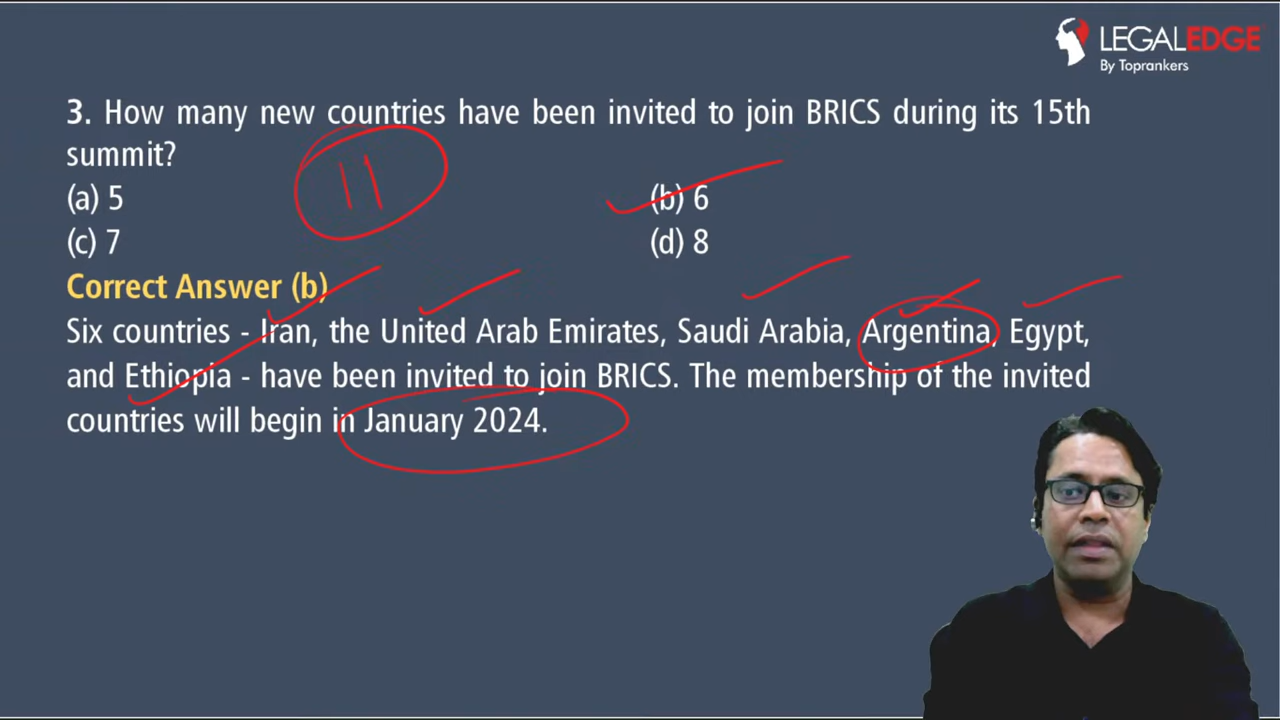 LEGALEDGE
By Toprankers
3. How many new countries have been invited to join BRICS during its 15th
summit?
11
(a) 5 (b) 6
(c) 7 (d) 8
Correct Answer (b)
Six countries - Iran, the United Arab Emirates, Saudi Arabia, Argentina, Egypt,
and Ethiopia - have been invited to join BRICS. The membership of the invited
countries will begin in January 2024.